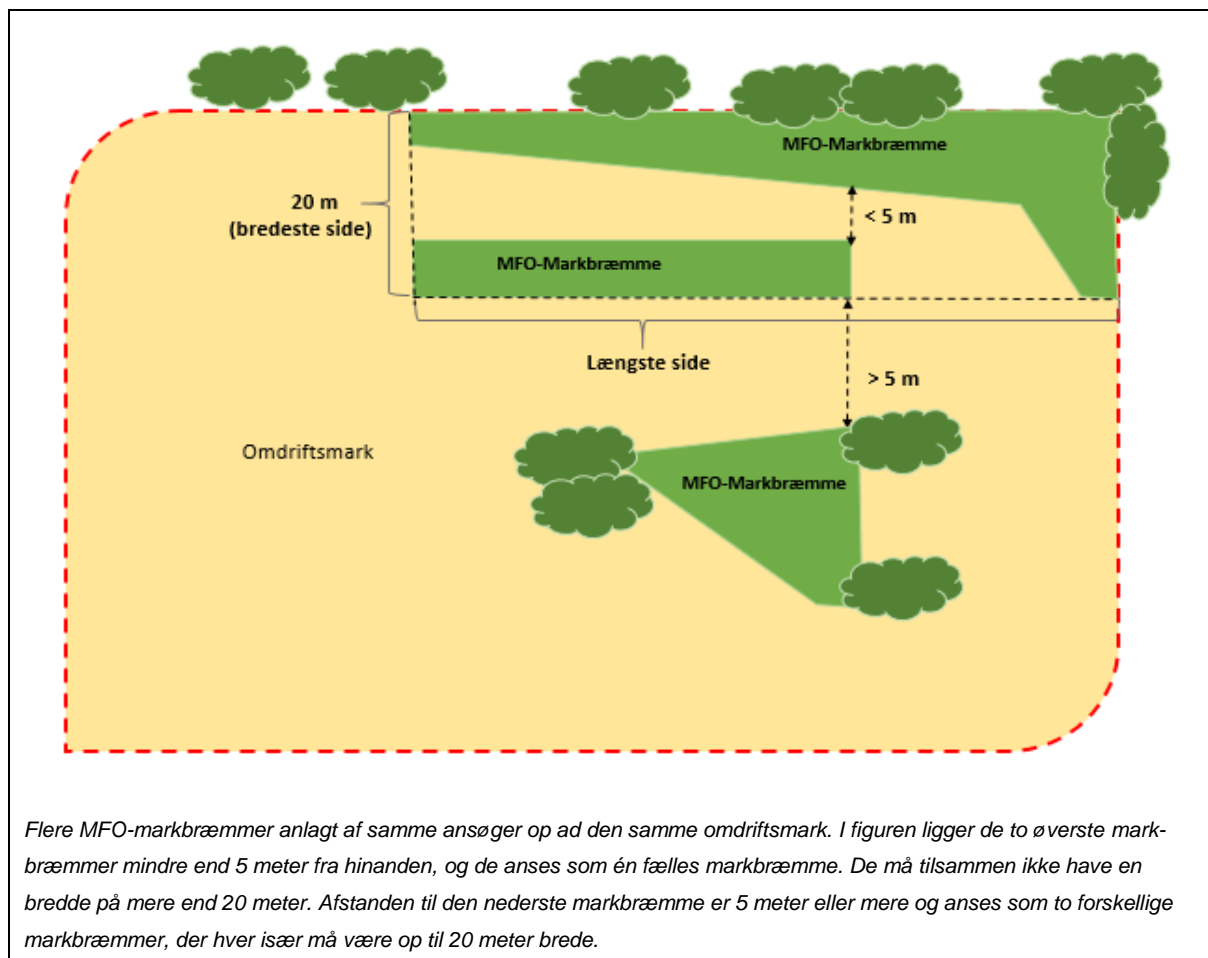 MFO-Markbræmme
20 m
(bredeste side)
< 5 m
MFO-Markbræmme
Længste side
> 5 m
Omdriftsmark
MFO-Markbræmme
Flere MFO-markbræmmer anlagt af samme ansøger op ad den samme omdriftsmark. I figuren ligger de to øverste mark-
bræmmer mindre end 5 meter fra hinanden, og de anses som én fælles markbræmme. De må tilsammen ikke have en
bredde på mere end 20 meter. Afstanden til den nederste markbræmme er 5 meter eller mere og anses som to forskellige
markbræmmer, der hver især må være op til 20 meter brede.